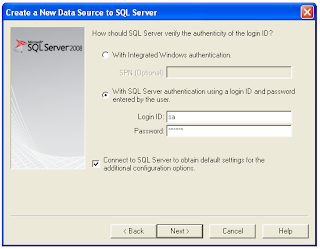 Create a New Data Source to SQL Server
How should SQL Server verify the authenticity of the login ID?
Microsoft
SQL Server 2008
With Integrated Windows authentication.
SPN (Optional):
With SQL Server authentication using a login ID and password
entered by the user.
Login ID: sa
Password: ******
Connect to SQL Server to obtain default settings for the
additional configuration options.
< Back Next > Cancel Help